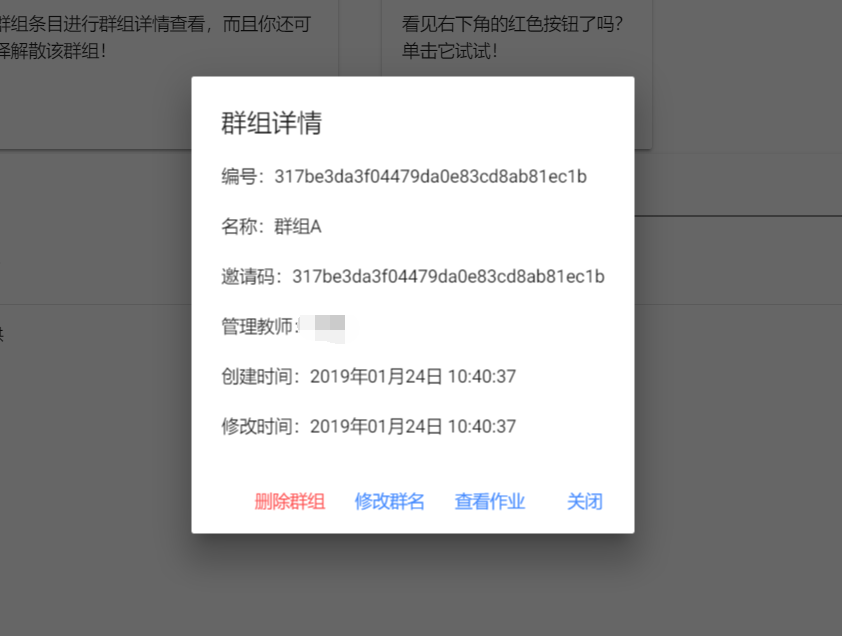 群组条目进行群组详情查看，而且你还可
择解散该群组！
看见右下角的红色按钮了吗？
单击它试试！
群组详情
编号：317be3da3f04479da0e83cd8ab81ec1b
名称：群组A
邀请码：317be3da3f04479da0e83cd8ab81ec1b
管理教师：
创建时间：2019年01月24日 10:40:37
修改时间：2019年01月24日 10:40:37
删除群组 修改群名 查看作业 关闭